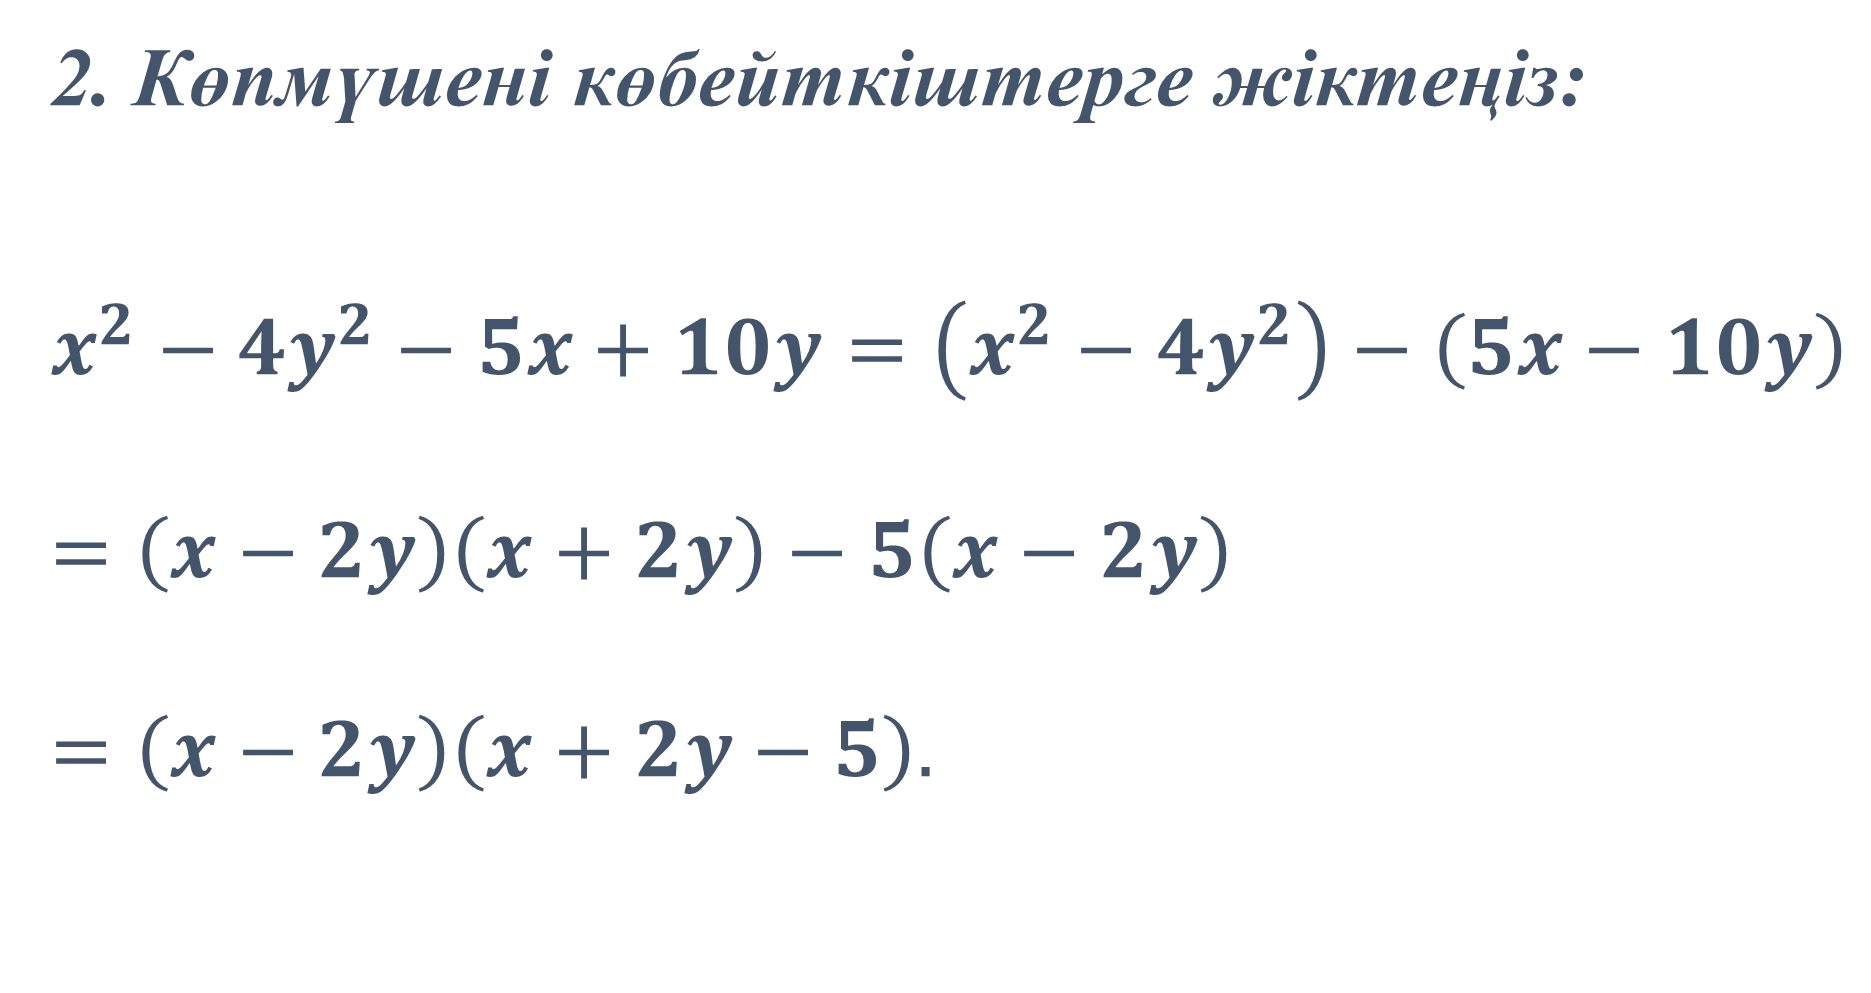 2. Көпмүшені көбейткіштерге жіктеңіз:
x² − 4y² − 5x + 10y = (x² − 4y²) − (5x − 10y)
= (x − 2y)(x + 2y) − 5(x − 2y)
= (x − 2y)(x + 2y − 5).